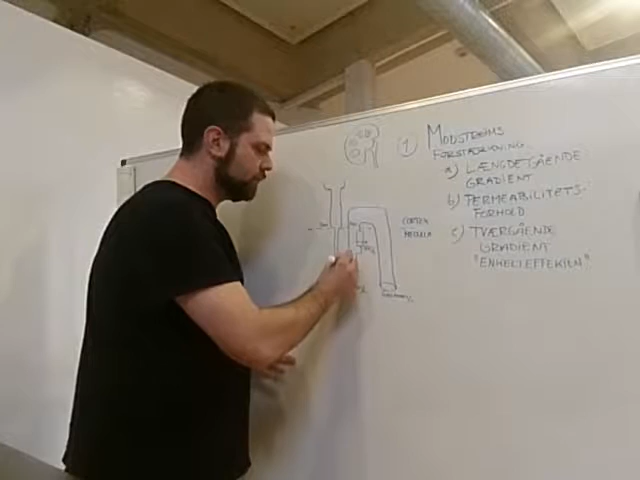 1 MODSTRØMS
FORSTÆRKNING
a) LÆNGDEGÅENDE
GRADIENT
b) PERMEABILITETS-
FORHOLD
c) TVÆRGÅENDE
GRADIENT
"ENKELTEFFEKTEN"
CORTEX
MEDULLA